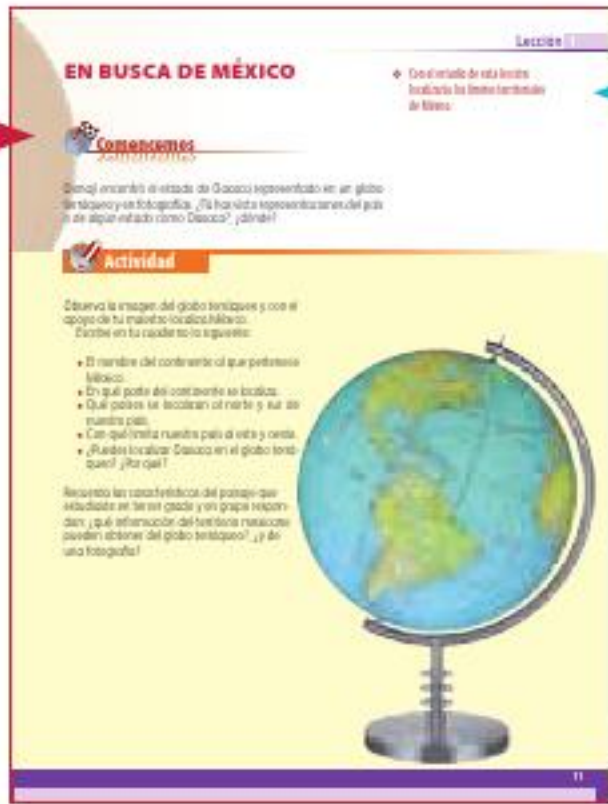 Lección 1
EN BUSCA DE MÉXICO
Con el estudio de esta lección
localizarás los límites territoriales
de México.
Comencemos
encontró el estado de Oaxaca representado en un globo
terráqueo y en fotografías. ¿Tú has visto representaciones del país
o de algún estado como Oaxaca?, ¿dónde?
Actividad
Observa la imagen del globo terráqueo y con el
apoyo de tu maestro localiza México.
Escribe en tu cuaderno lo siguiente:
El nombre del continente al que pertenece
México.
En qué parte del continente se localiza.
Qué países se localizan al norte y sur de
nuestro país.
Con qué limita nuestro país al este y oeste.
¿Puedes localizar Oaxaca en el globo terrá-
queo? ¿Por qué?
Recuerda las características del paisaje que
estudiaste en tercer grado y en grupo respon-
dan: ¿qué información del territorio mexicano
pueden obtener del globo terráqueo?, ¿y de
una fotografía?
11